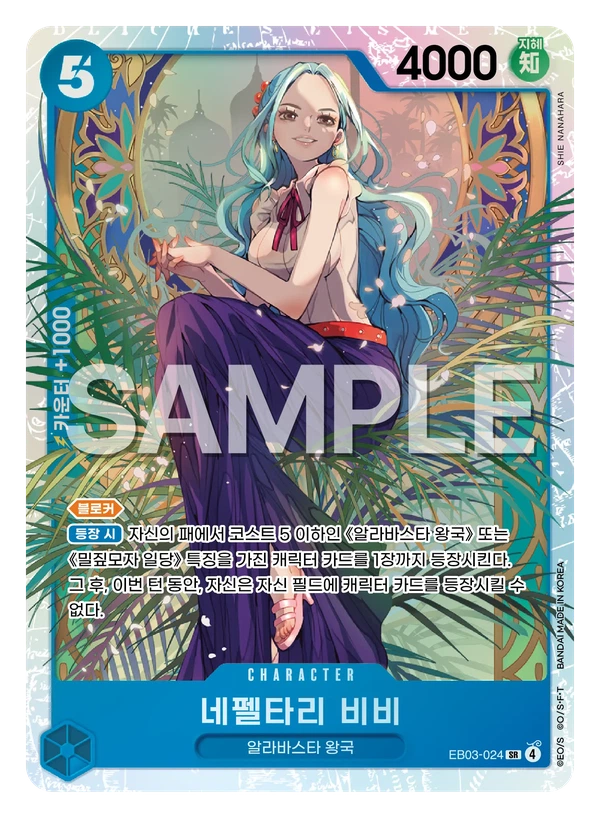 5
4000
지혜
知
SHIE NANAHARA
카운터 +1000
SAMPLE
블로커
등장 시 자신의 패에서 코스트 5 이하인 《알라바스타 왕국》 또는
《밀짚모자 일당》 특징을 가진 캐릭터 카드를 1장까지 등장시킨다.
그 후, 이번 턴 동안, 자신은 자신 필드에 캐릭터 카드를 등장시킬 수
없다.
CHARACTER
네펠타리 비비
알라바스타 왕국
EB03-024 SR 4
©EO/S ©O/S·F·T BANDAI MADE IN KOREA